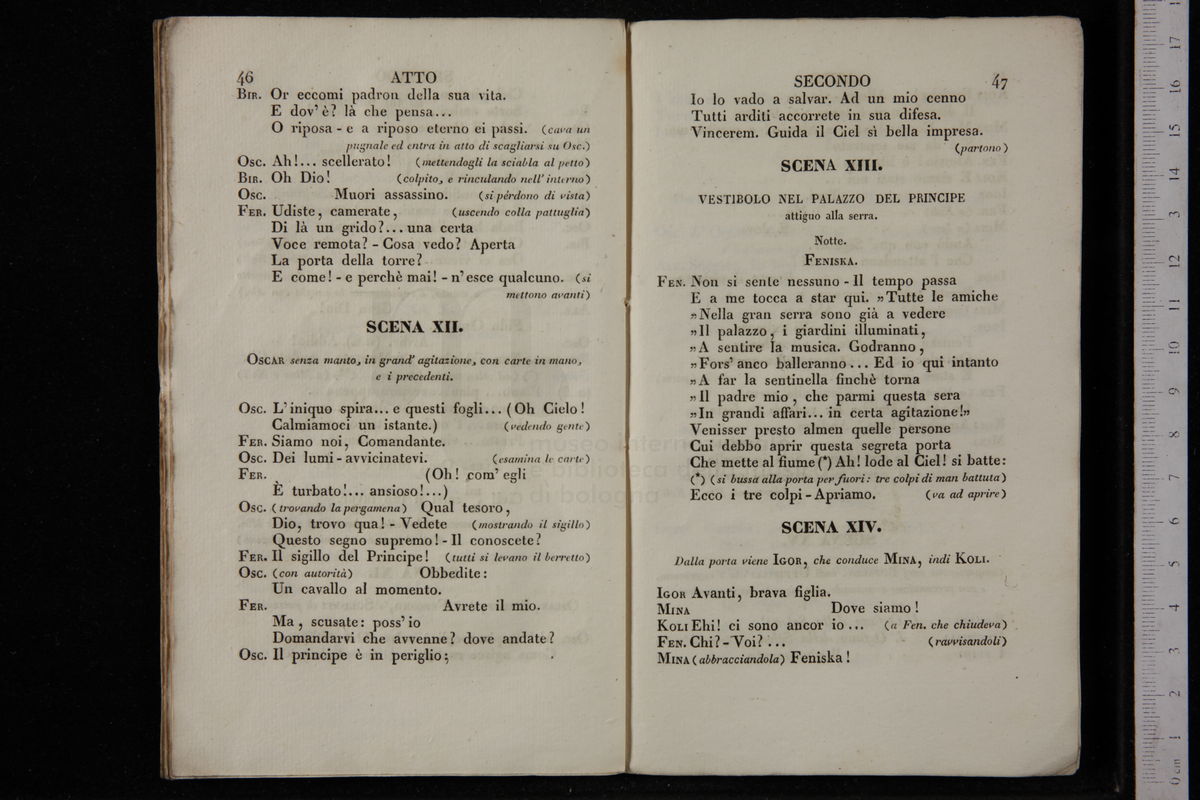 46 ATTO
BIR. Or eccomi padron della sua vita.
E dov' è? là che pensa...
O riposa - e a riposo eterno ei passi. (cava un
pugnale ed entra in atto di scagliarsi su Osc.)
OSC. Ah!... scellerato! (mettendogli la sciabla al petto)
BIR. Oh Dio! (colpito, e rinculando nell' interno)
OSC. Muori assassino. (si pérdono di vista)
FER. Udiste, camerate, (uscendo colla pattuglia)
Di là un grido?... una certa
Voce remota? - Cosa vedo? Aperta
La porta della torre?
E come! - e perchè mai! - n' esce qualcuno. (si
mettono avanti)
SCENA XII.
OSCAR senza manto, in grand' agitazione, con carte in mano,
e i precedenti.
OSC. L' iniquo spira... e questi fogli... (Oh Cielo!
Calmiamoci un istante.) (vedendo gente)
FER. Siamo noi, Comandante.
OSC. Dei lumi - avvicinatevi. (esamina le carte)
FER. (Oh! com' egli
È turbato!... ansioso!...)
OSC. (trovando la pergamena) Qual tesoro,
Dio, trovo qua! - Vedete (mostrando il sigillo)
Questo segno supremo! - Il conoscete?
FER. Il sigillo del Principe! (tutti si levano il berretto)
OSC. (con autorità) Obbedite:
Un cavallo al momento.
FER. Avrete il mio.
Ma, scusate: poss' io
Domandarvi che avvenne? dove andate?
OSC. Il principe è in periglio;
SECONDO 47
Io lo vado a salvar. Ad un mio cenno
Tutti arditi accorrete in sua difesa.
Vincerem. Guida il Ciel sì bella impresa.
(partono)
SCENA XIII.
VESTIBOLO NEL PALAZZO DEL PRINCIPE
attiguo alla serra.
Notte.
FENISKA.
FEN. Non si sente nessuno - Il tempo passa
E a me tocca a star qui. »Tutte le amiche
»Nella gran serra sono già a vedere
»Il palazzo, i giardini illuminati,
»A sentire la musica. Godranno,
»Fors' anco balleranno... Ed io qui intanto
»A far la sentinella finchè torna
»Il padre mio, che parmi questa sera
»In grandi affari... in certa agitazione!»
Venisser presto almen quelle persone
Cui debbo aprir questa segreta porta
Che mette al fiume (*) Ah! lode al Ciel! si batte:
(*) (si bussa alla porta per fuori: tre colpi di man battuta)
Ecco i tre colpi - Apriamo. (va ad aprire)
SCENA XIV.
Dalla porta viene IGOR, che conduce MINA, indi KOLI.
IGOR Avanti, brava figlia.
MINA Dove siamo!
KOLI Ehi! ci sono ancor io... (a Fen. che chiudeva)
FEN. Chi? - Voi?... (ravvisandoli)
MINA (abbracciandola) Feniska!